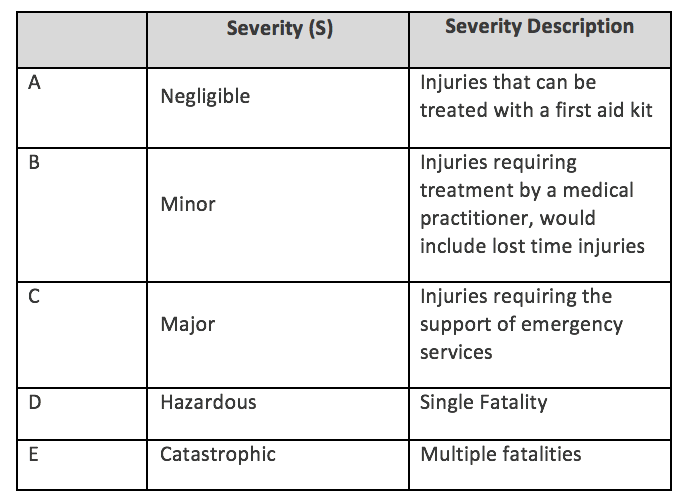 Severity (S)
Severity Description
A
Negligible
Injuries that can be
treated with a first aid kit
B
Minor
Injuries requiring
treatment by a medical
practitioner, would
include lost time injuries
C
Major
Injuries requiring the
support of emergency
services
D
Hazardous
Single Fatality
E
Catastrophic
Multiple fatalities